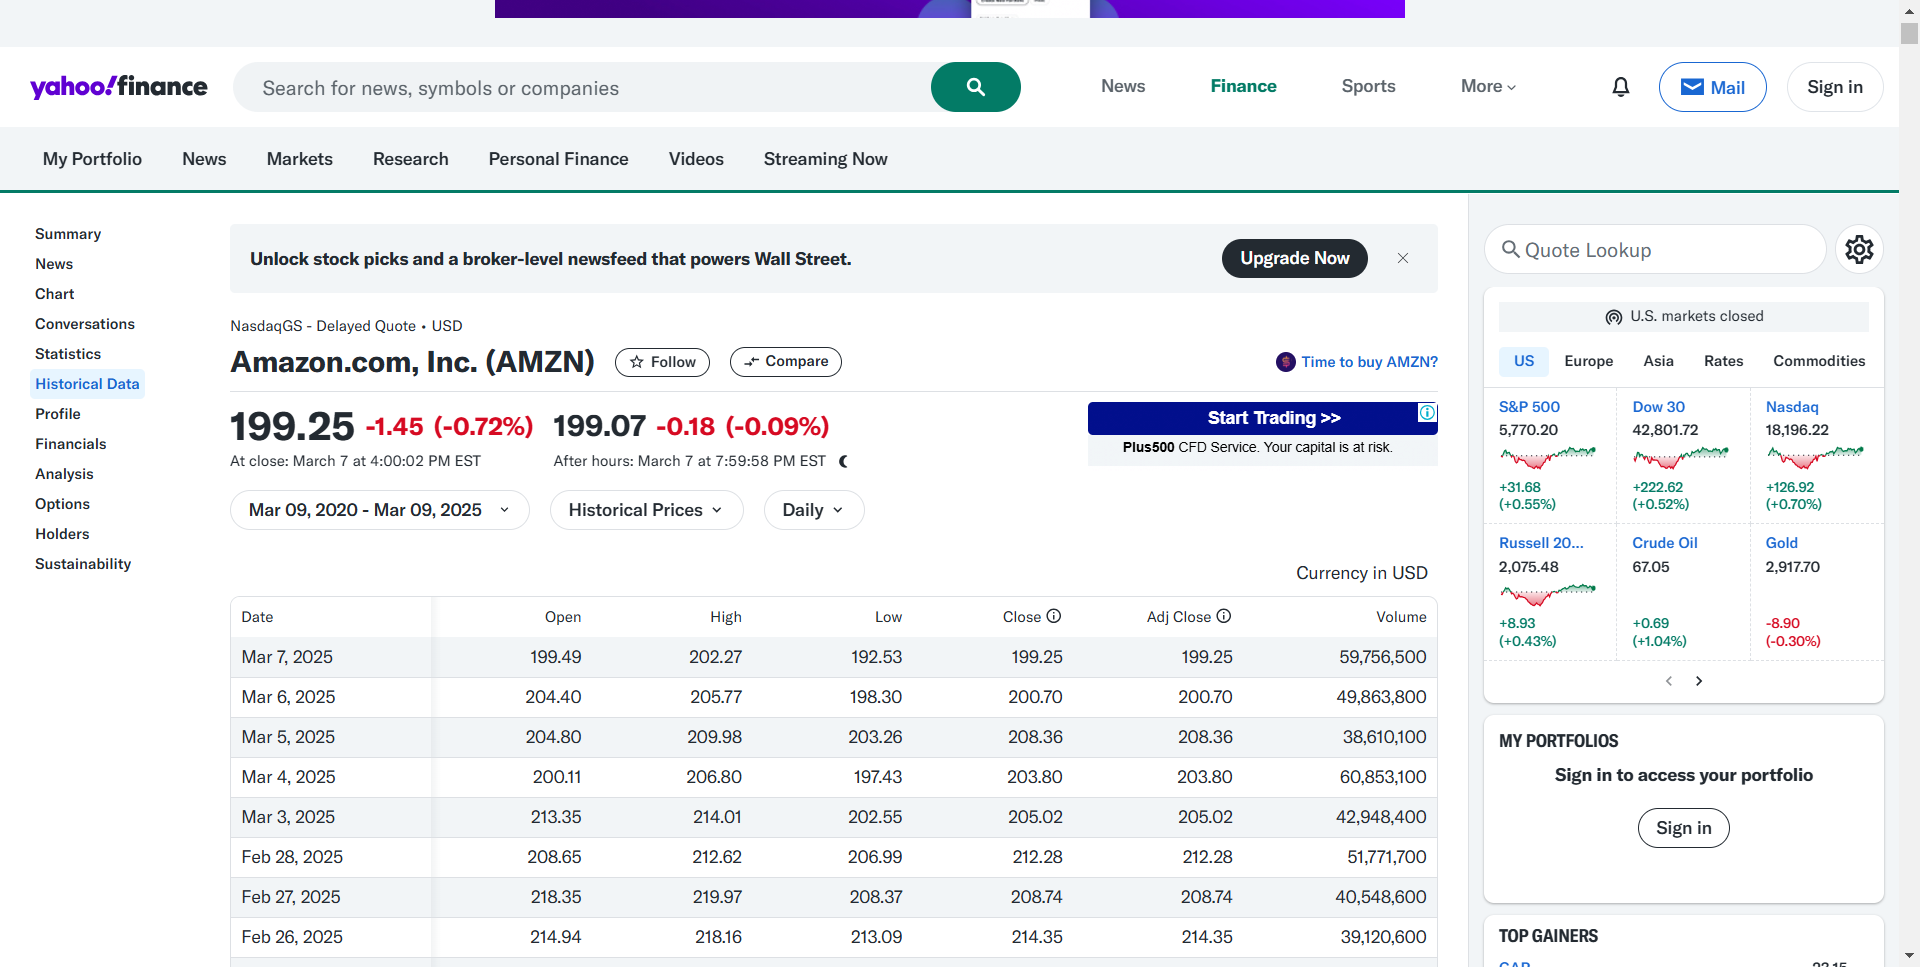 yahoo!finance
Search for news, symbols or companies
News
Finance
Sports
More
Mail
Sign in
My Portfolio
News
Markets
Research
Personal Finance
Videos
Streaming Now
Summary
News
Chart
Conversations
Statistics
Historical Data
Profile
Financials
Analysis
Options
Holders
Sustainability
Unlock stock picks and a broker-level newsfeed that powers Wall Street.
Upgrade Now
NasdaqGS - Delayed Quote • USD
Amazon.com, Inc. (AMZN)
Follow
Compare
Time to buy AMZN?
199.25 -1.45 (-0.72%)
At close: March 7 at 4:00:02 PM EST
199.07 -0.18 (-0.09%)
After hours: March 7 at 7:59:58 PM EST
Start Trading >>
Plus500 CFD Service. Your capital is at risk.
Mar 09, 2020 - Mar 09, 2025
Historical Prices
Daily
Currency in USD
Date Open High Low Close Adj Close Volume
Mar 7, 2025 199.49 202.27 192.53 199.25 199.25 59,756,500
Mar 6, 2025 204.40 205.77 198.30 200.70 200.70 49,863,800
Mar 5, 2025 204.80 209.98 203.26 208.36 208.36 38,610,100
Mar 4, 2025 200.11 206.80 197.43 203.80 203.80 60,853,100
Mar 3, 2025 213.35 214.01 202.55 205.02 205.02 42,948,400
Feb 28, 2025 208.65 212.62 206.99 212.28 212.28 51,771,700
Feb 27, 2025 218.35 219.97 208.37 208.74 208.74 40,548,600
Feb 26, 2025 214.94 218.16 213.09 214.35 214.35 39,120,600
Quote Lookup
U.S. markets closed
US Europe Asia Rates Commodities
S&P 500
5,770.20
+31.68
(+0.55%)
Dow 30
42,801.72
+222.62
(+0.52%)
Nasdaq
18,196.22
+126.92
(+0.70%)
Russell 20...
2,075.48
+8.93
(+0.43%)
Crude Oil
67.05
+0.69
(+1.04%)
Gold
2,917.70
-8.90
(-0.30%)
MY PORTFOLIOS
Sign in to access your portfolio
Sign in
TOP GAINERS